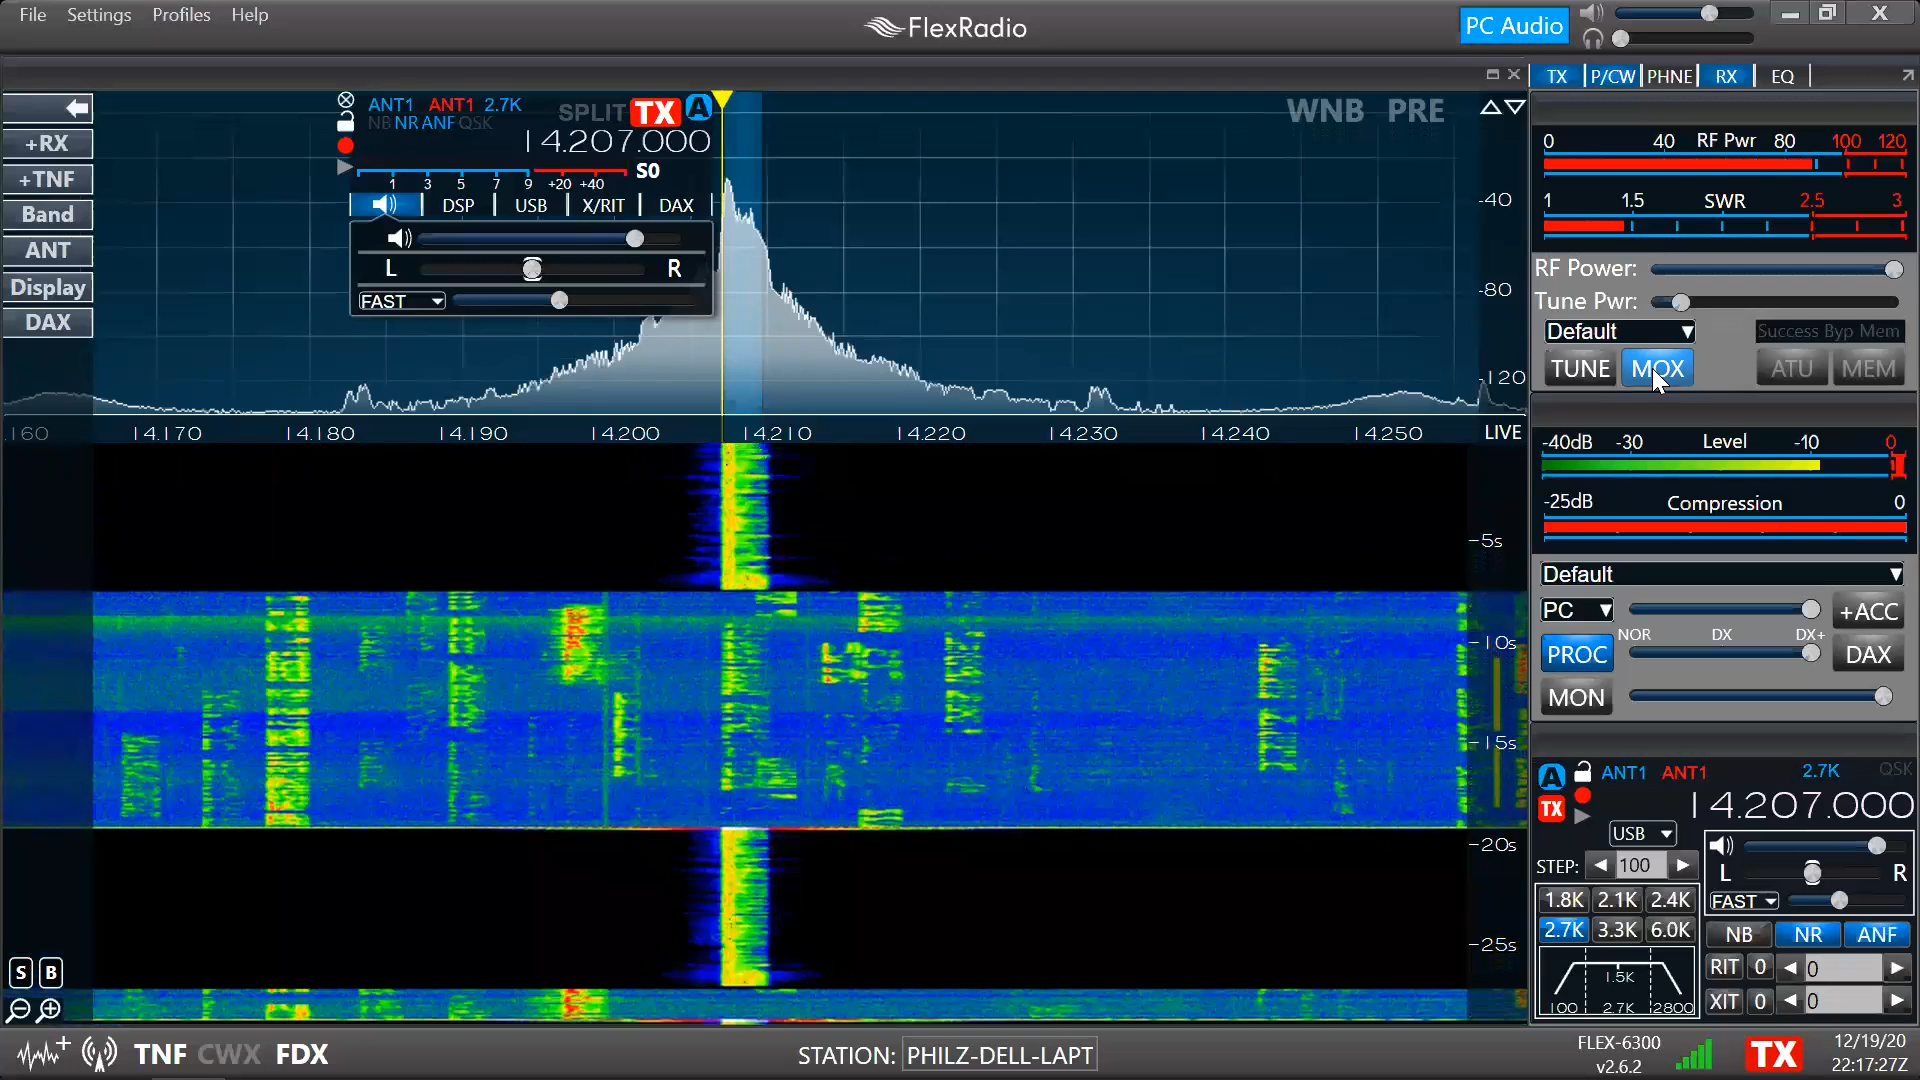 File Settings Profiles Help
FlexRadio
PC Audio
X
TX P/CW PHNE RX EQ
+RX
+TNF
Band
ANT
Display
DAX
ANT1 ANT1 2.7K
NB NR ANF QSK
SPLIT TX A
14.207.000
S0
1 3 5 7 9 +20 +40
DSP USB X/RIT DAX
L R
FAST
WNB PRE
-40
-80
-120
.160 14.170 14.180 14.190 14.200 14.210 14.220 14.230 14.240 14.250 LIVE
-5s
-10s
-15s
-20s
-25s
0 40 RF Pwr 80 100 120
1 1.5 SWR 2.5 3
RF Power:
Tune Pwr:
Default
Success Byp Mem
TUNE MOX ATU MEM
-40dB -30 Level -10 0
-25dB Compression 0
Default
PC +ACC
NOR DX DX+
PROC DAX
MON
A ANT1 ANT1 2.7K QSK
TX 14.207.000
USB
STEP: 100
L R
FAST
1.8K 2.1K 2.4K
2.7K 3.3K 6.0K
NB NR ANF
1.5K
100 2.7K 2800
RIT 0 0
XIT 0 0
S B
TNF CWX FDX
STATION: PHILZ-DELL-LAPT
FLEX-6300
v2.6.2
TX
12/19/20
22:17:27Z